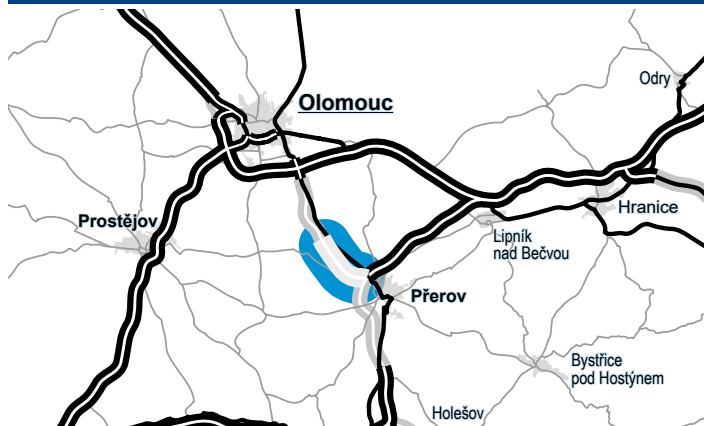 Odry
Olomouc
Hranice
Prostějov
Lipník
nad Bečvou
Přerov
Bystřice
pod Hostýnem
Holešov